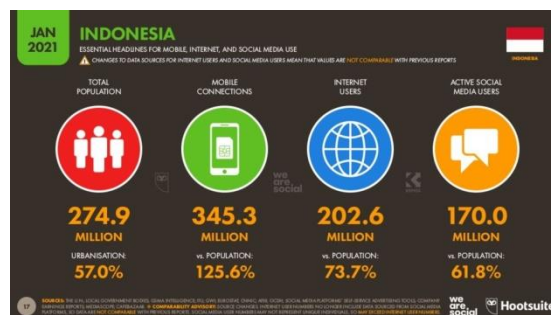 JAN
2021
INDONESIA
ESSENTIAL HEADLINES FOR MOBILE, INTERNET, AND SOCIAL MEDIA USE
CHANGES TO DATA SOURCES FOR INTERNET USERS AND SOCIAL MEDIA USERS MEAN THAT VALUES ARE NOT COMPARABLE WITH PREVIOUS REPORTS
INDONESIA
TOTAL POPULATION
MOBILE CONNECTIONS
INTERNET USERS
ACTIVE SOCIAL MEDIA USERS
we are social
274.9 MILLION
345.3 MILLION
202.6 MILLION
170.0 MILLION
URBANISATION:
vs. POPULATION:
vs. POPULATION:
vs. POPULATION:
57.0%
125.6%
73.7%
61.8%
17
we are social
Hootsuite